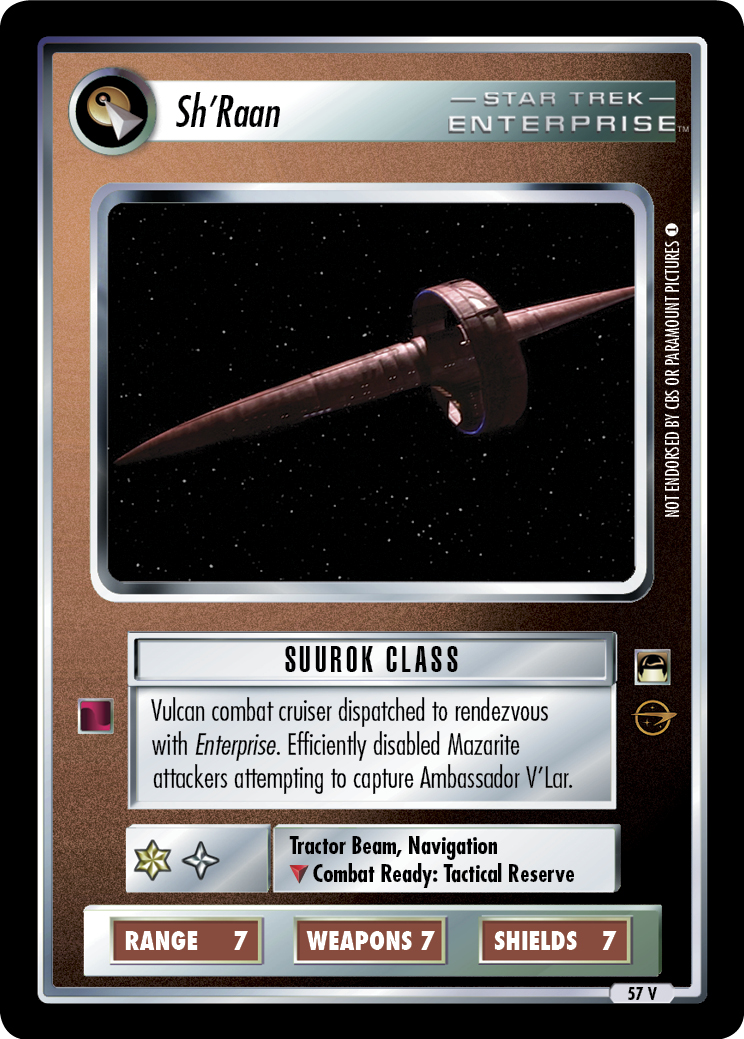 Sh'Raan
STAR TREK
ENTERPRISE™
NOT ENDORSED BY CBS OR PARAMOUNT PICTURES 1
SUUROK CLASS
Vulcan combat cruiser dispatched to rendezvous
with Enterprise. Efficiently disabled Mazarite
attackers attempting to capture Ambassador V'Lar.
Tractor Beam, Navigation
Combat Ready: Tactical Reserve
RANGE 7 WEAPONS 7 SHIELDS 7
57 V